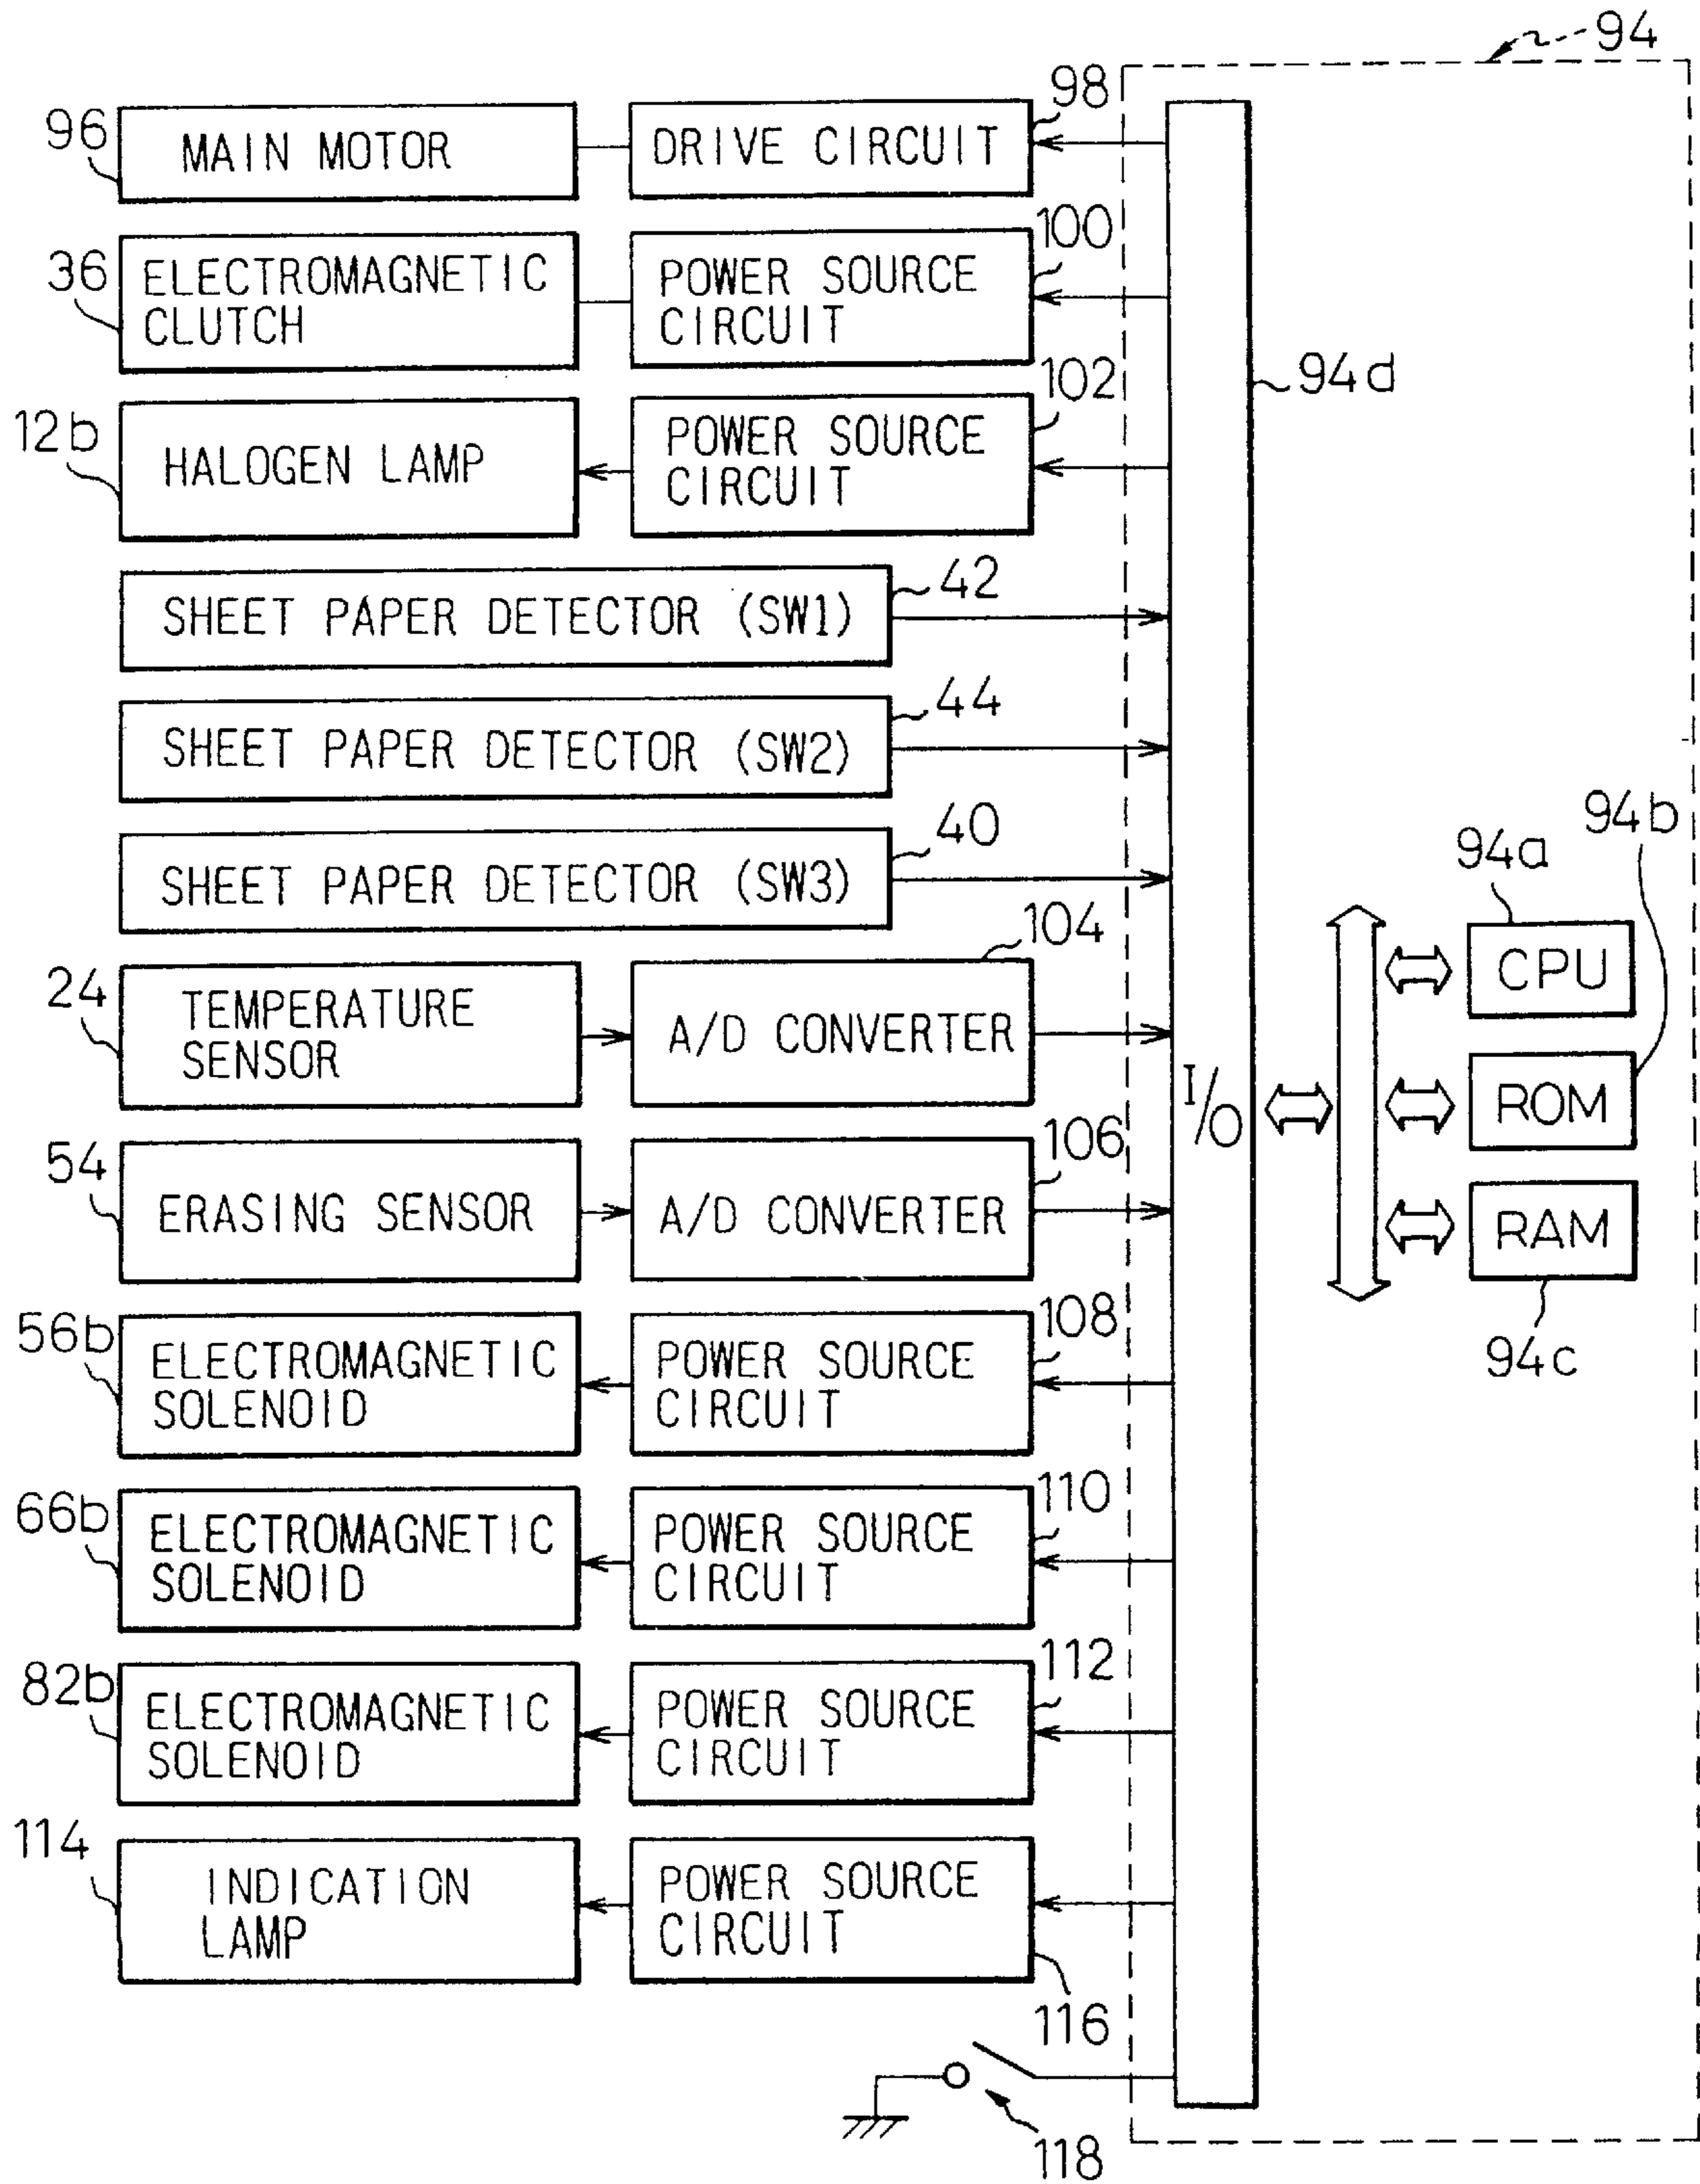 94
96
MAIN MOTOR
DRIVE CIRCUIT
98
36
ELECTROMAGNETIC
CLUTCH
POWER SOURCE
CIRCUIT
100
94d
12b
HALOGEN LAMP
POWER SOURCE
CIRCUIT
102
SHEET PAPER DETECTOR (SW1)
42
SHEET PAPER DETECTOR (SW2)
44
SHEET PAPER DETECTOR (SW3)
40
24
TEMPERATURE
SENSOR
A/D CONVERTER
104
54
ERASING SENSOR
A/D CONVERTER
106
I/O
94a
CPU
94b
ROM
RAM
94c
56b
ELECTROMAGNETIC
SOLENOID
POWER SOURCE
CIRCUIT
108
66b
ELECTROMAGNETIC
SOLENOID
POWER SOURCE
CIRCUIT
110
82b
ELECTROMAGNETIC
SOLENOID
POWER SOURCE
CIRCUIT
112
114
INDICATION
LAMP
POWER SOURCE
CIRCUIT
116
118